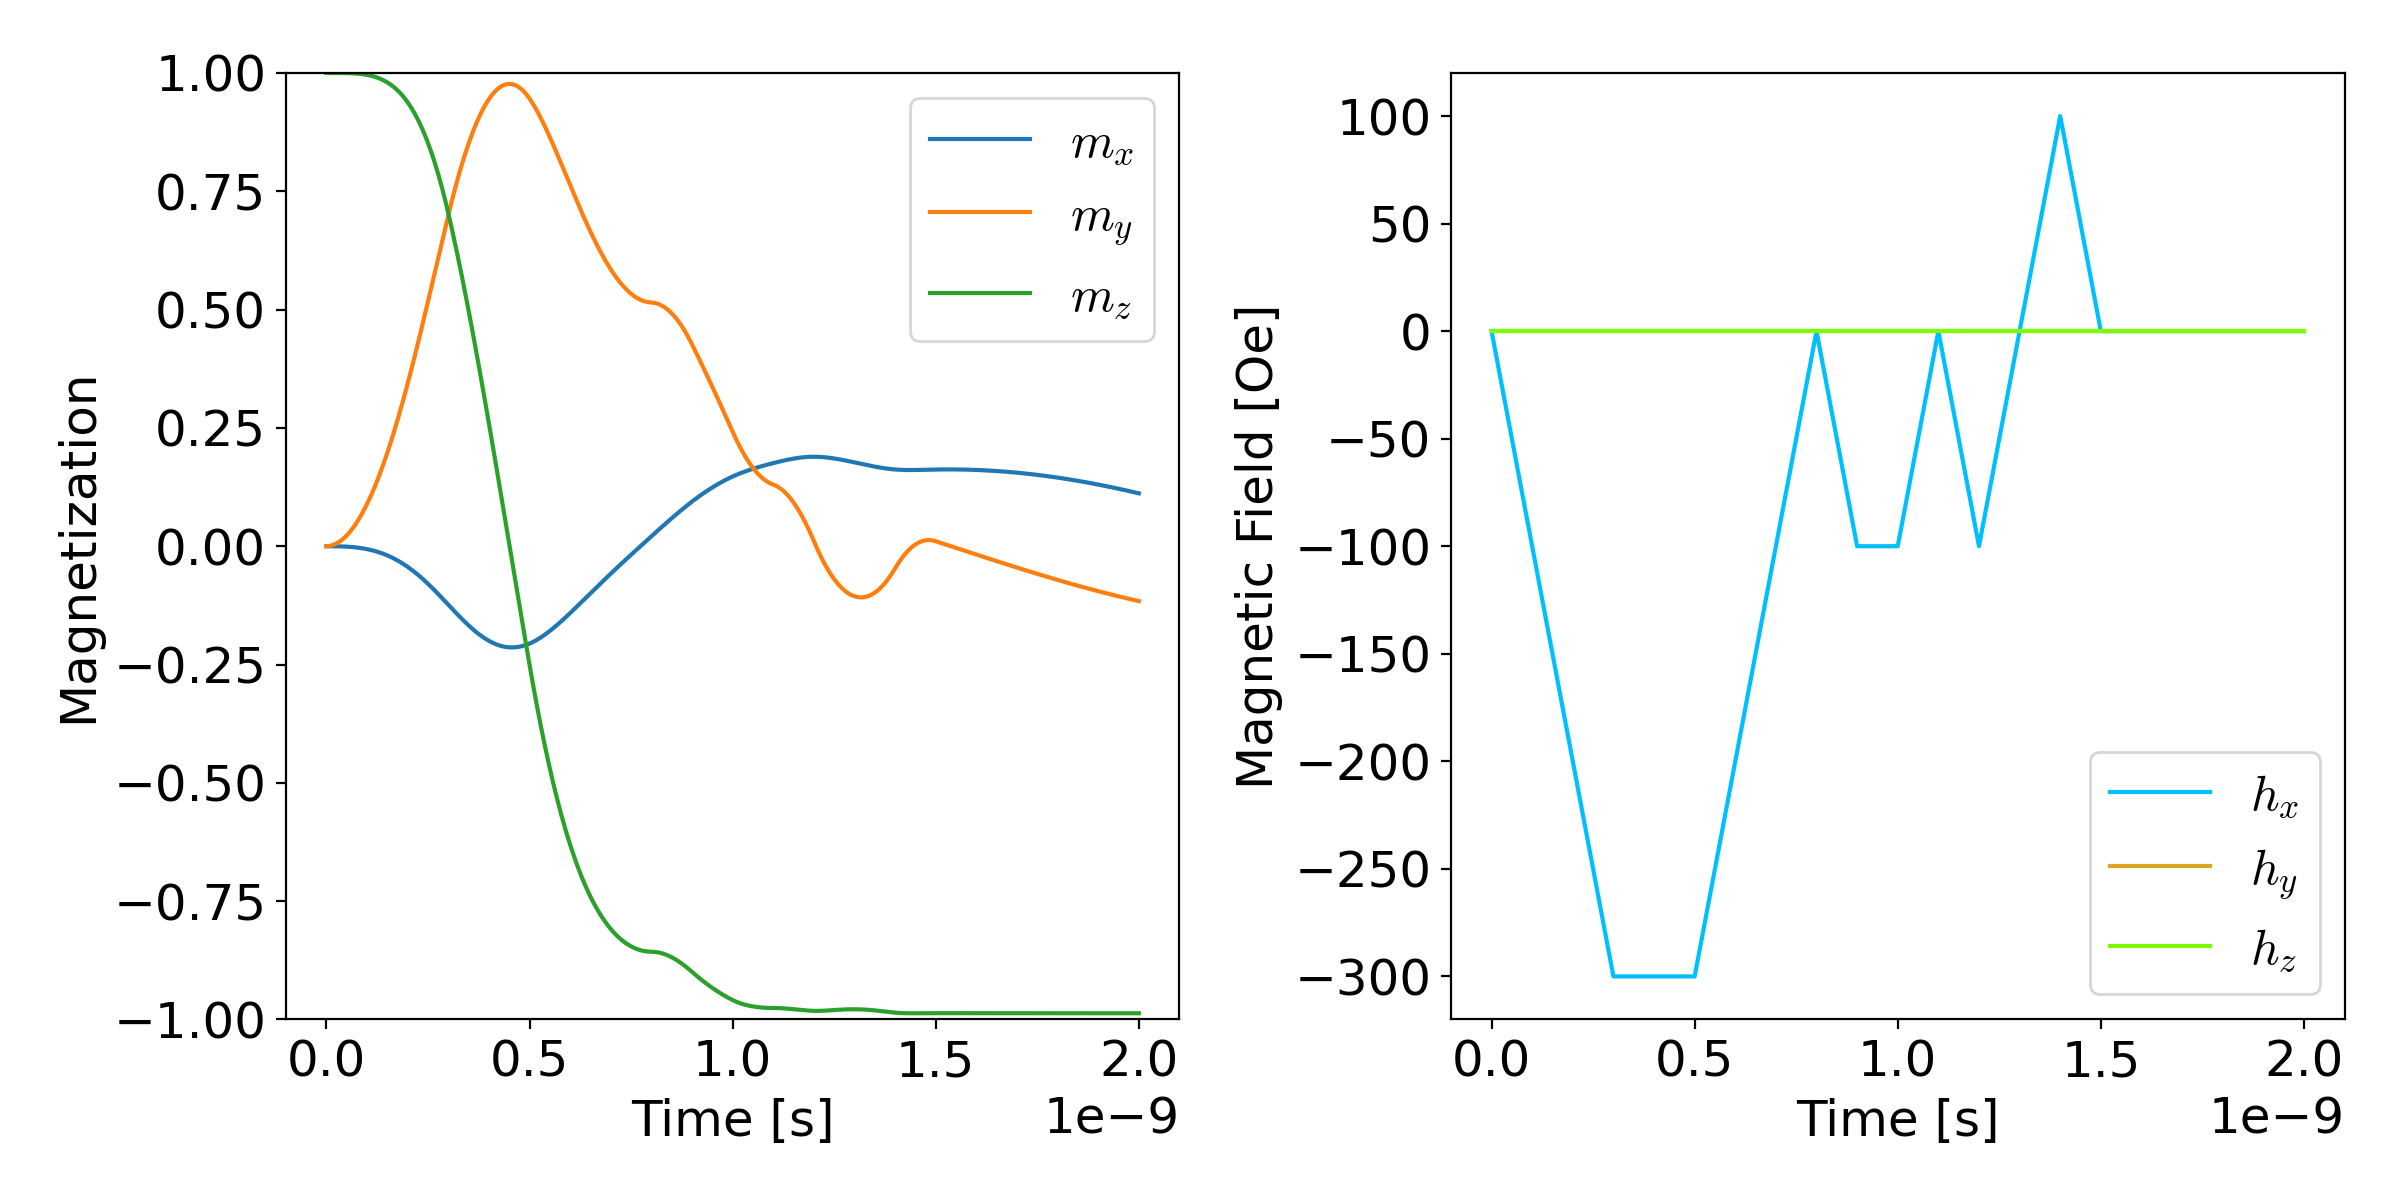 Magnetization
1.00
0.75
0.50
0.25
0.00
−0.25
−0.50
−0.75
−1.00
0.0 0.5 1.0 1.5 2.0
Time [s]
1e−9
m_x
m_y
m_z
Magnetic Field [Oe]
100
50
0
−50
−100
−150
−200
−250
−300
0.0 0.5 1.0 1.5 2.0
Time [s]
1e−9
h_x
h_y
h_z